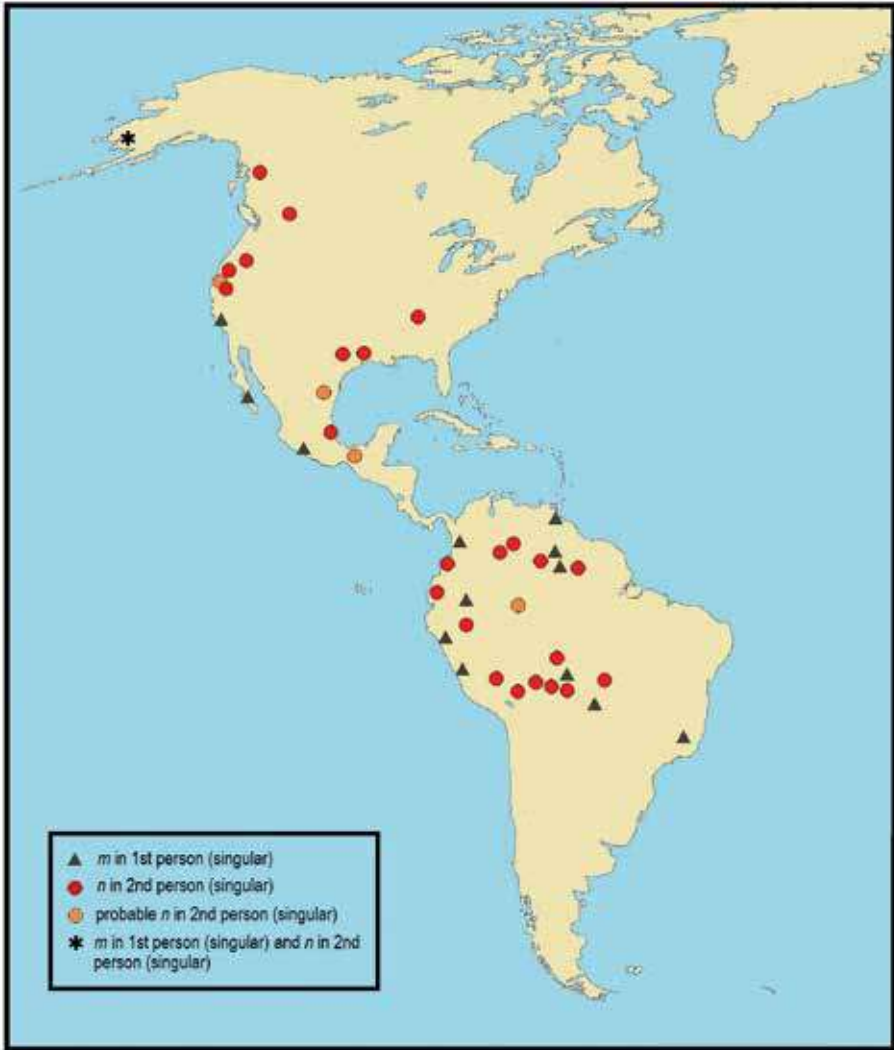 m in 1st person (singular)
n in 2nd person (singular)
probable n in 2nd person (singular)
m in 1st person (singular) and n in 2nd
person (singular)